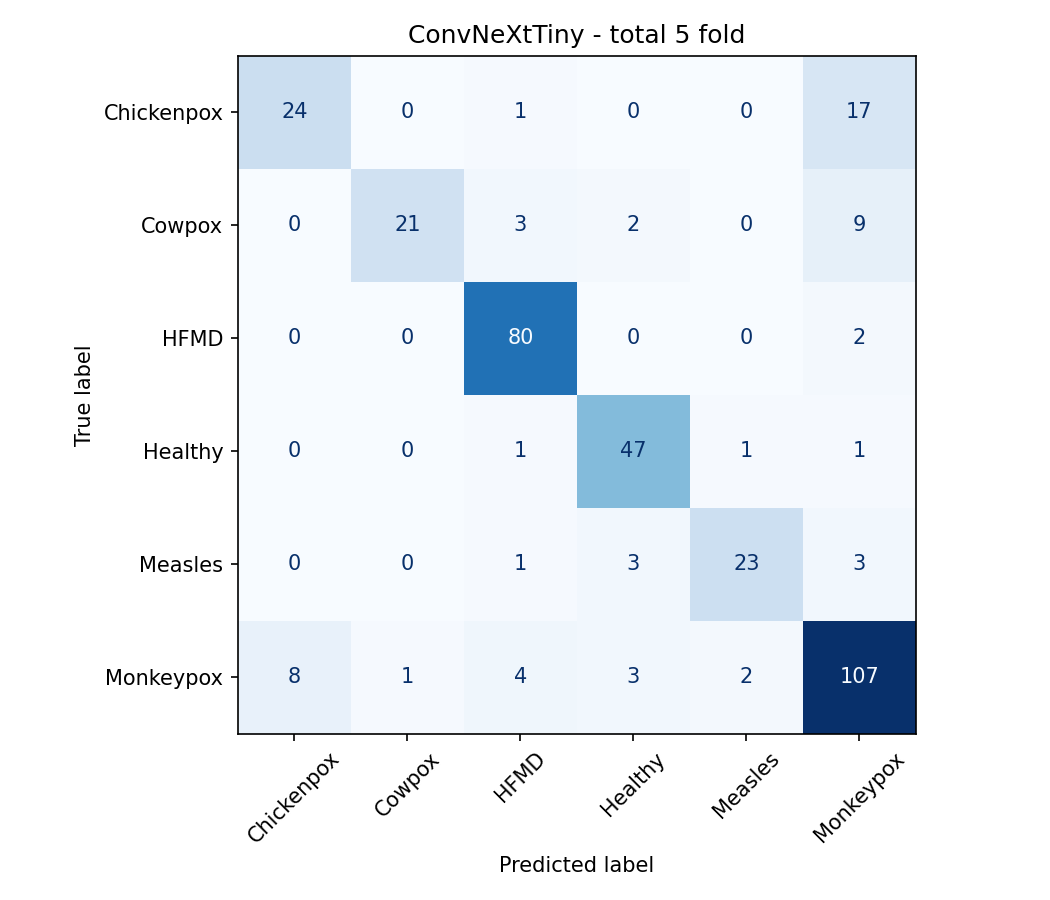 ConvNeXtTiny - total 5 fold
Chickenpox 24 0 1 0 0 17
Cowpox 0 21 3 2 0 9
HFMD 0 0 80 0 0 2
Healthy 0 0 1 47 1 1
Measles 0 0 1 3 23 3
Monkeypox 8 1 4 3 2 107
True label
Chickenpox Cowpox HFMD Healthy Measles Monkeypox
Predicted label